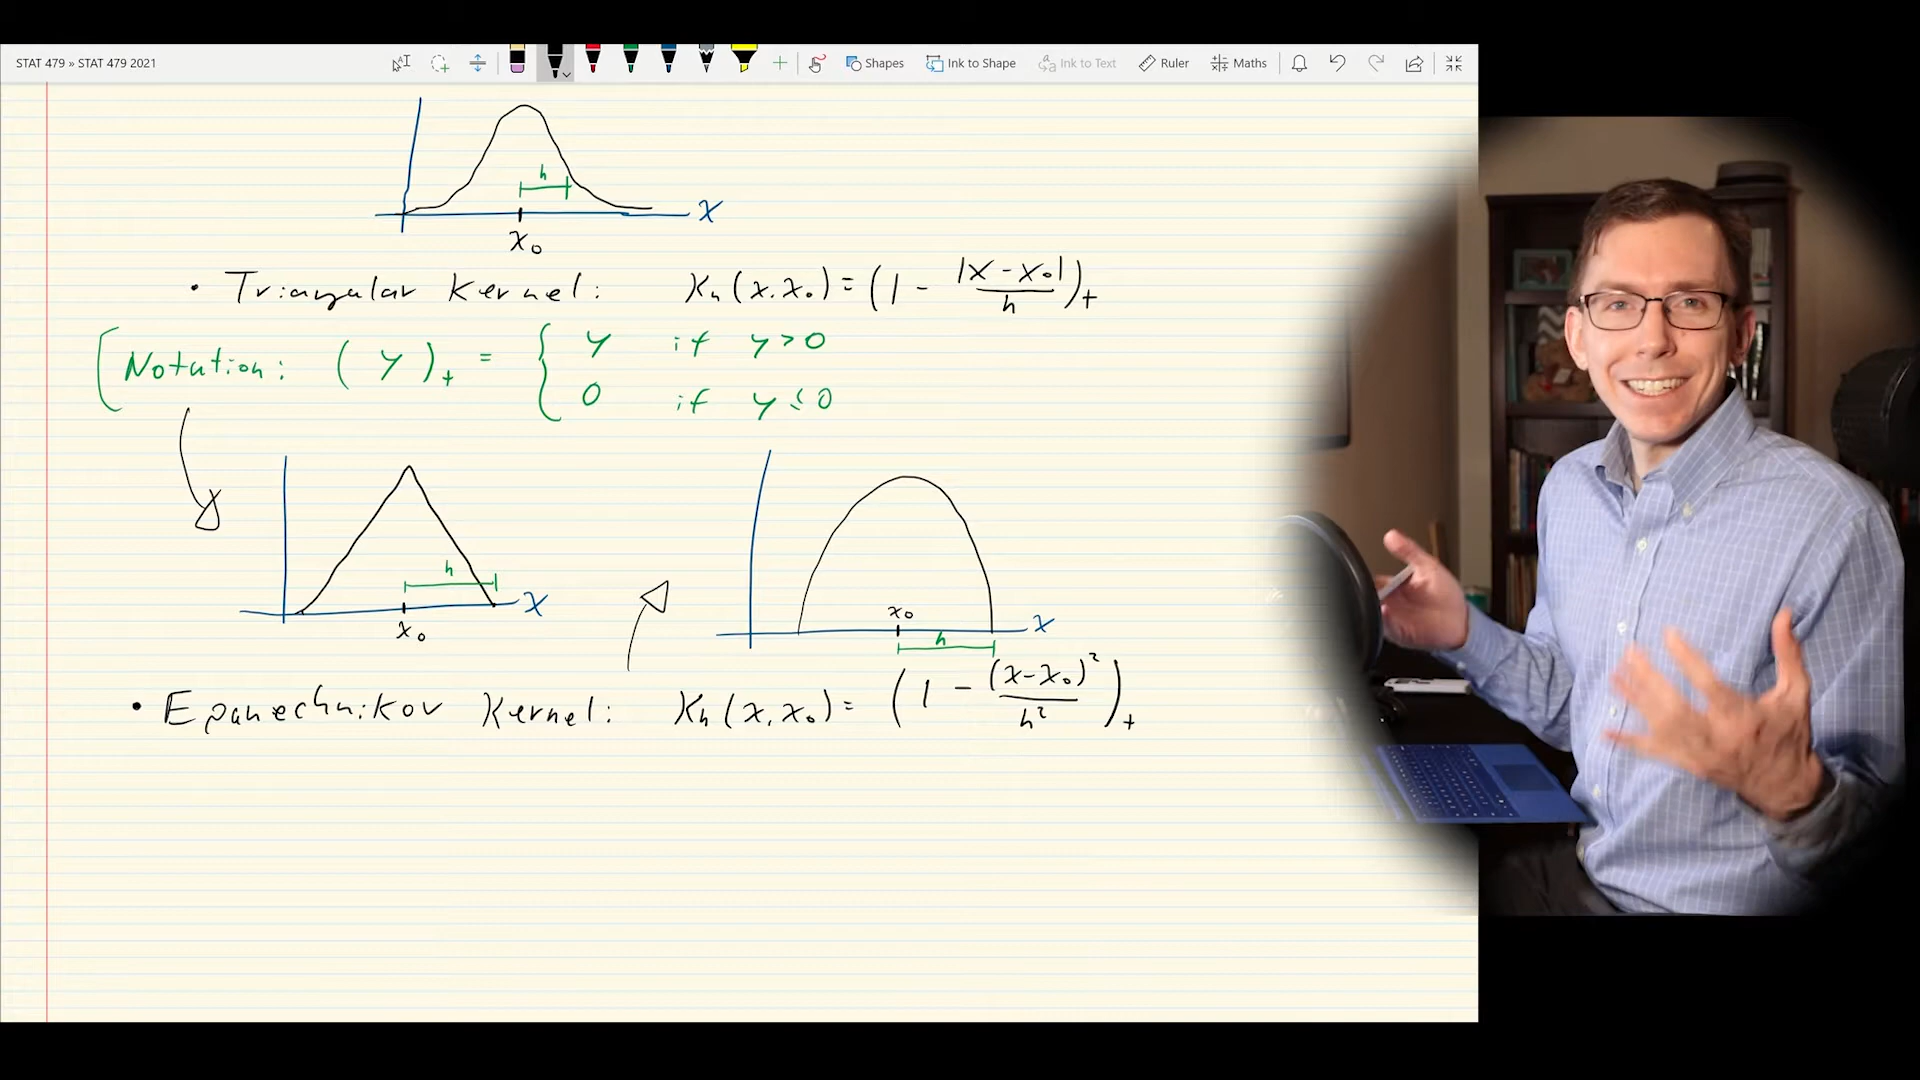 STAT 479 » STAT 479 2021 Shapes Ink to Shape Ink to Text Ruler Maths
h
x
x₀
• Triangular Kernel: Kₕ(x, x₀) = (1 - |x - x₀| / h)₊
[Notation: (y)₊ = { y if y > 0
0 if y ≤ 0
h
x
x₀
x₀
x
h
• Epanechnikov Kernel: Kₕ(x, x₀) = (1 - (x - x₀)² / h²)₊